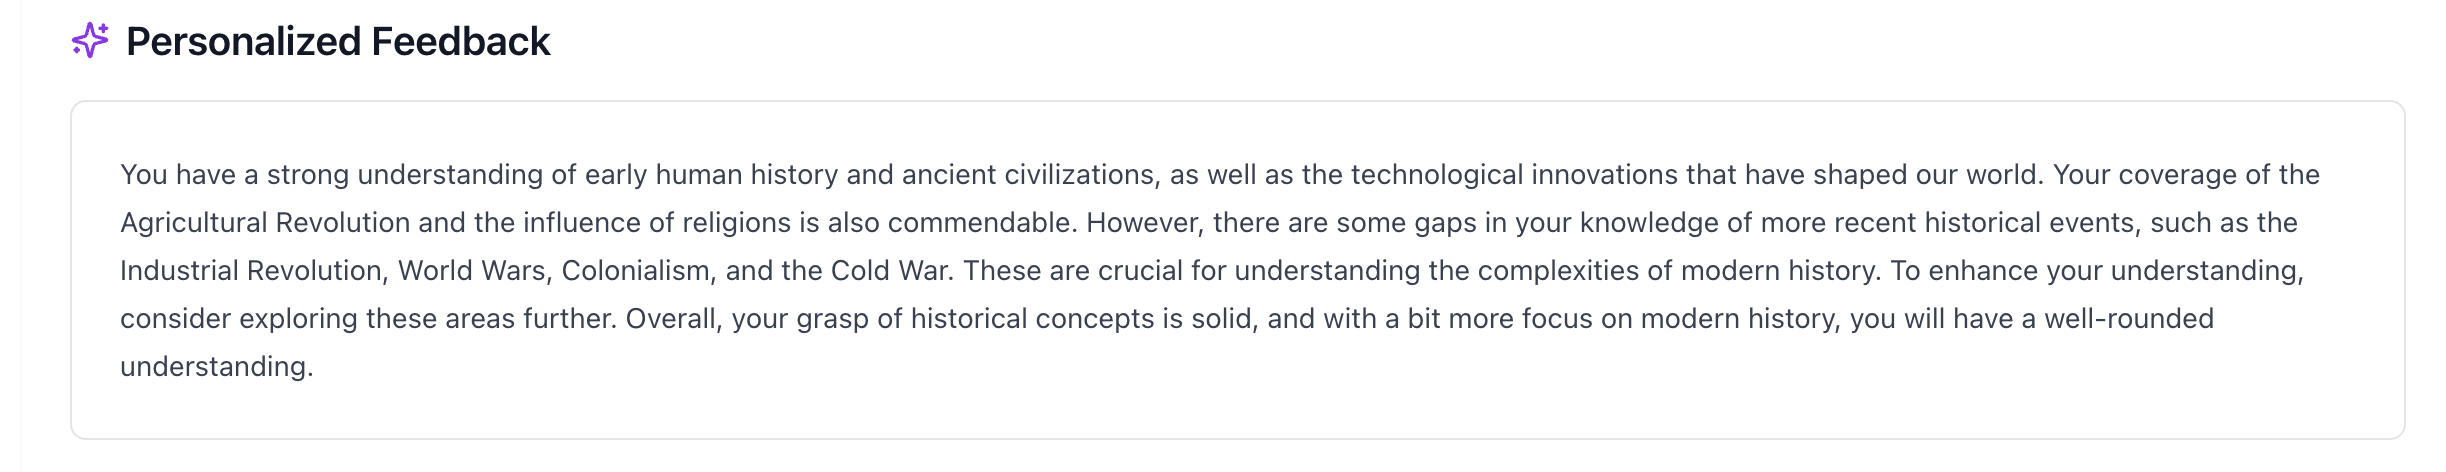 Personalized Feedback
You have a strong understanding of early human history and ancient civilizations, as well as the technological innovations that have shaped our world. Your coverage of the
Agricultural Revolution and the influence of religions is also commendable. However, there are some gaps in your knowledge of more recent historical events, such as the
Industrial Revolution, World Wars, Colonialism, and the Cold War. These are crucial for understanding the complexities of modern history. To enhance your understanding,
consider exploring these areas further. Overall, your grasp of historical concepts is solid, and with a bit more focus on modern history, you will have a well-rounded
understanding.